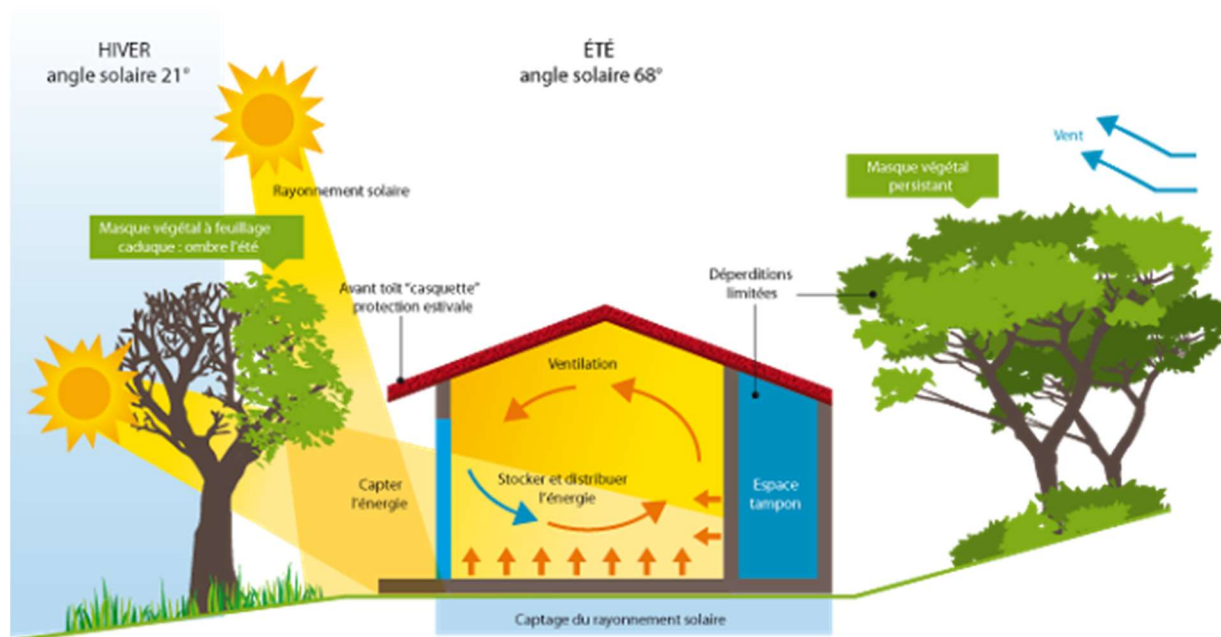 HIVER
angle solaire 21°
ÉTÉ
angle solaire 68°
Vent
Masque végétal
persistant
Rayonnement solaire
Masque végétal à feuillage
caduque : ombre l'été
Avant toît "casquette"
protection estivale
Déperditions
limitées
Ventilation
Capter
l'énergie
Stocker et distribuer
l'énergie
Espace
tampon
Captage du rayonnement solaire